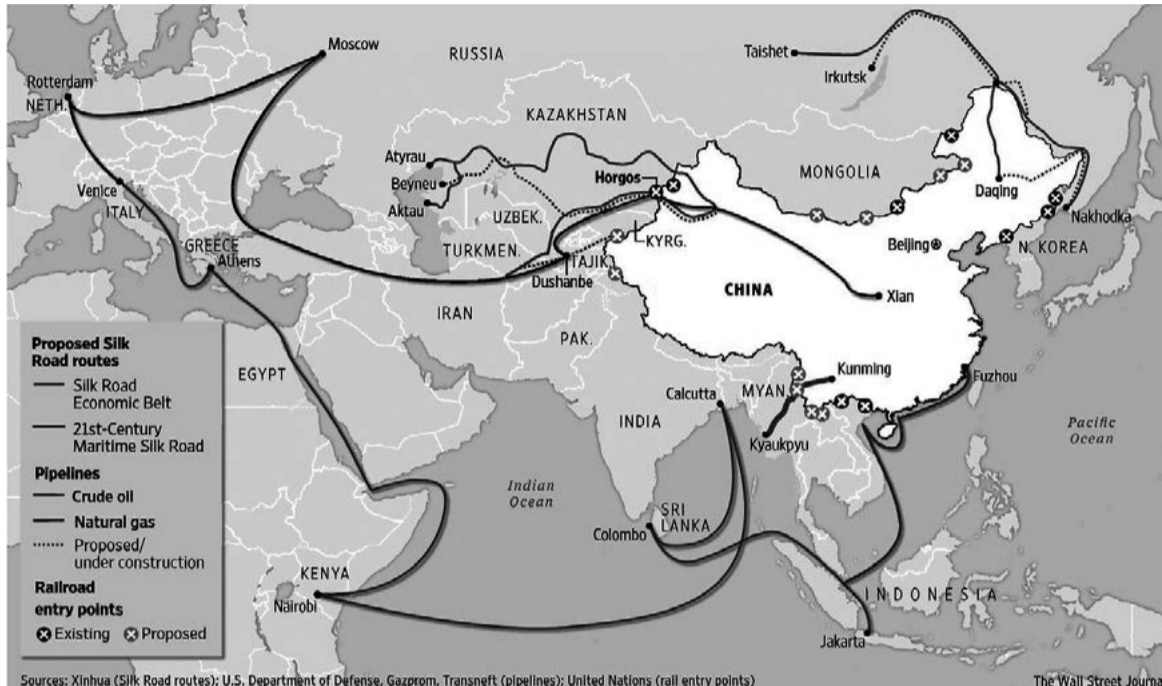 Moscow
RUSSIA
Taishet
Irkutsk
Rotterdam
NETH.
KAZAKHSTAN
Atyrau
MONGOLIA
Beyneu
Horgos
Daqing
Venice
Aktau
ITALY
UZBEK.
Nakhodka
GREECE
Athens
TURKMEN.
KYRG.
Beijing
N. KOREA
TAJIK.
Dushanbe
CHINA
Xian
IRAN
PAK.
EGYPT
Kunming
Fuzhou
Calcutta
MYAN.
INDIA
Kyaukpyu
Pacific
Ocean
Indian
Ocean
SRI
LANKA
Colombo
KENYA
Nairobi
INDONESIA
Jakarta
Proposed Silk
Road routes
Silk Road
Economic Belt
21st-Century
Maritime Silk Road
Pipelines
Crude oil
Natural gas
Proposed/
under construction
Railroad
entry points
Existing Proposed
Sources: Xinhua (Silk Road routes); U.S. Department of Defense, Gazprom, Transneft (pipelines); United Nations (rail entry points)
The Wall Street Journal